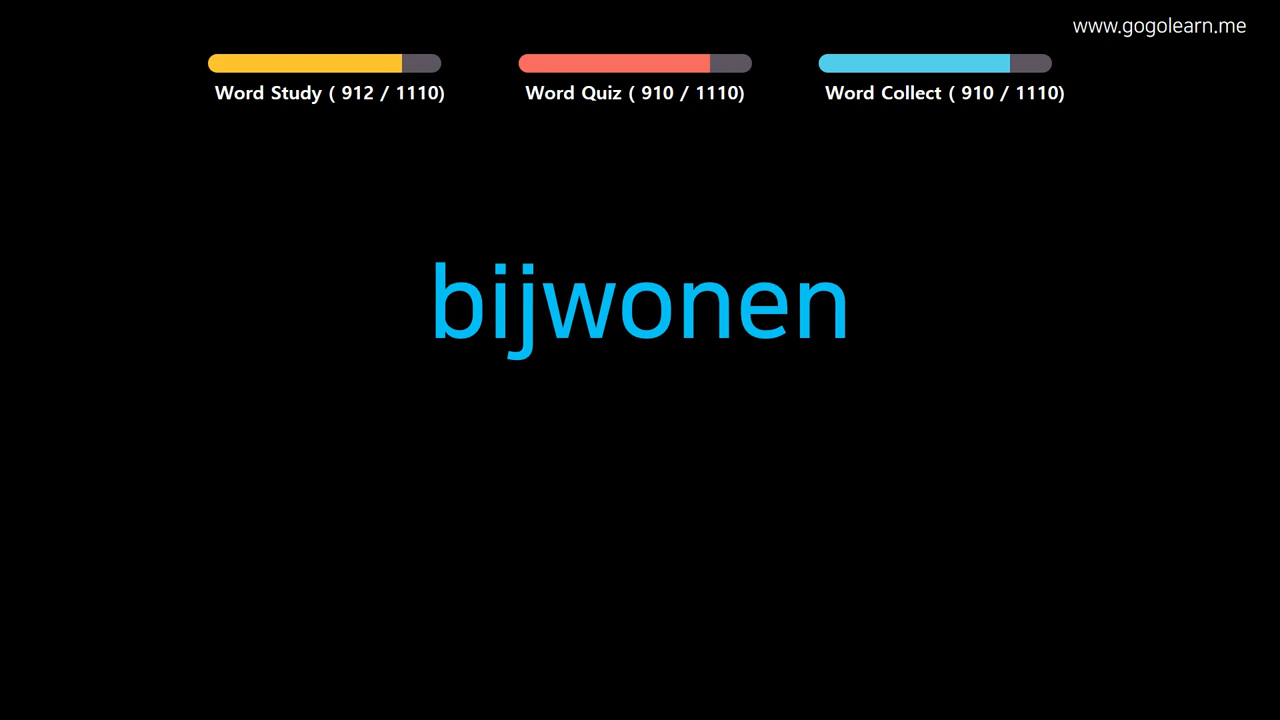 www.gogolearn.me
Word Study ( 912 / 1110)
Word Quiz ( 910 / 1110)
Word Collect ( 910 / 1110)
bijwonen